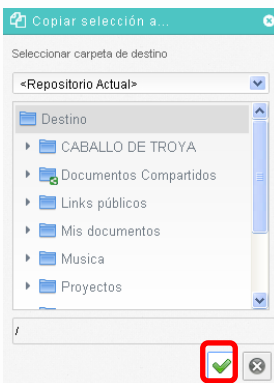 Copiar selección a...
Seleccionar carpeta de destino
<Repositorio Actual>
Destino
CABALLO DE TROYA
Documentos Compartidos
Links públicos
Mis documentos
Musica
Proyectos
/